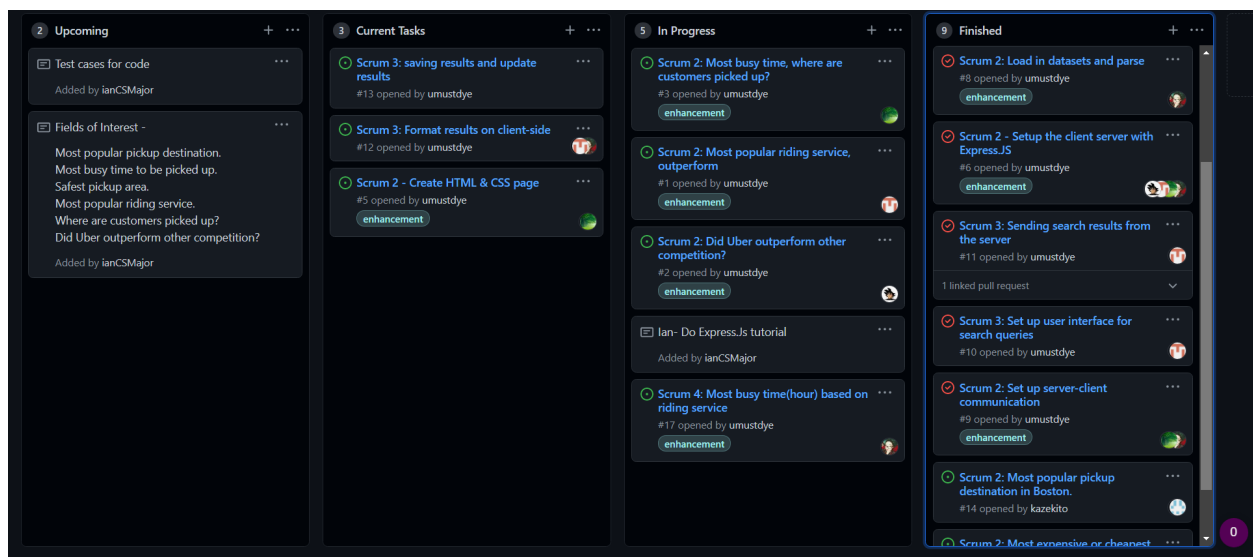 2 Upcoming
Test cases for code
Added by ianCSMajor
Fields of Interest -
Most popular pickup destination.
Most busy time to be picked up.
Safest pickup area.
Most popular riding service.
Where are customers picked up?
Did Uber outperform other competition?
Added by ianCSMajor
3 Current Tasks
Scrum 3: saving results and update
results
#13 opened by umustdye
Scrum 3: Format results on client-side
#12 opened by umustdye
Scrum 2 - Create HTML & CSS page
#5 opened by umustdye
enhancement
5 In Progress
Scrum 2: Most busy time, where are
customers picked up?
#3 opened by umustdye
enhancement
Scrum 2: Most popular riding service,
outperform
#1 opened by umustdye
enhancement
Scrum 2: Did Uber outperform other
competition?
#2 opened by umustdye
enhancement
Ian- Do Express.Js tutorial
Added by ianCSMajor
Scrum 4: Most busy time(hour) based on
riding service
#17 opened by umustdye
enhancement
9 Finished
Scrum 2: Load in datasets and parse
#8 opened by umustdye
enhancement
Scrum 2 - Setup the client server with
Express.JS
#6 opened by umustdye
enhancement
Scrum 3: Sending search results from
the server
#11 opened by umustdye
1 linked pull request
Scrum 3: Set up user interface for
search queries
#10 opened by umustdye
Scrum 2: Set up server-client
communication
#9 opened by umustdye
enhancement
Scrum 2: Most popular pickup
destination in Boston.
#14 opened by kazekito
Scrum 2: Most expensive or cheapest
0